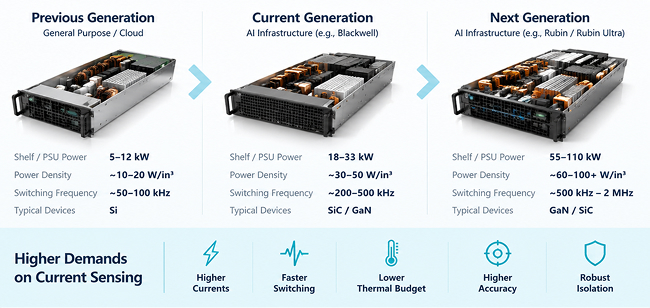 Previous Generation
General Purpose / Cloud
Shelf / PSU Power 5–12 kW
Power Density ~10–20 W/in³
Switching Frequency ~50–100 kHz
Typical Devices Si
Current Generation
AI Infrastructure (e.g., Blackwell)
Shelf / PSU Power 18–33 kW
Power Density ~30–50 W/in³
Switching Frequency ~200–500 kHz
Typical Devices SiC / GaN
Next Generation
AI Infrastructure (e.g., Rubin / Rubin Ultra)
Shelf / PSU Power 55–110 kW
Power Density ~60–100+ W/in³
Switching Frequency ~500 kHz – 2 MHz
Typical Devices GaN / SiC
Higher Demands
on Current Sensing
Higher
Currents
Faster
Switching
Lower
Thermal Budget
Higher
Accuracy
Robust
Isolation